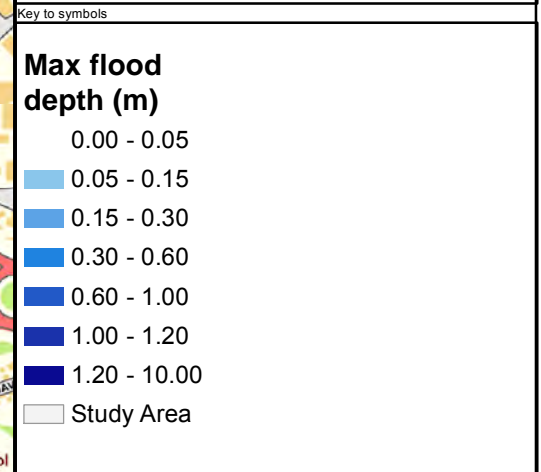 Key to symbols
Max flood
depth (m)
0.00 - 0.05
0.05 - 0.15
0.15 - 0.30
0.30 - 0.60
0.60 - 1.00
1.00 - 1.20
1.20 - 10.00
Study Area